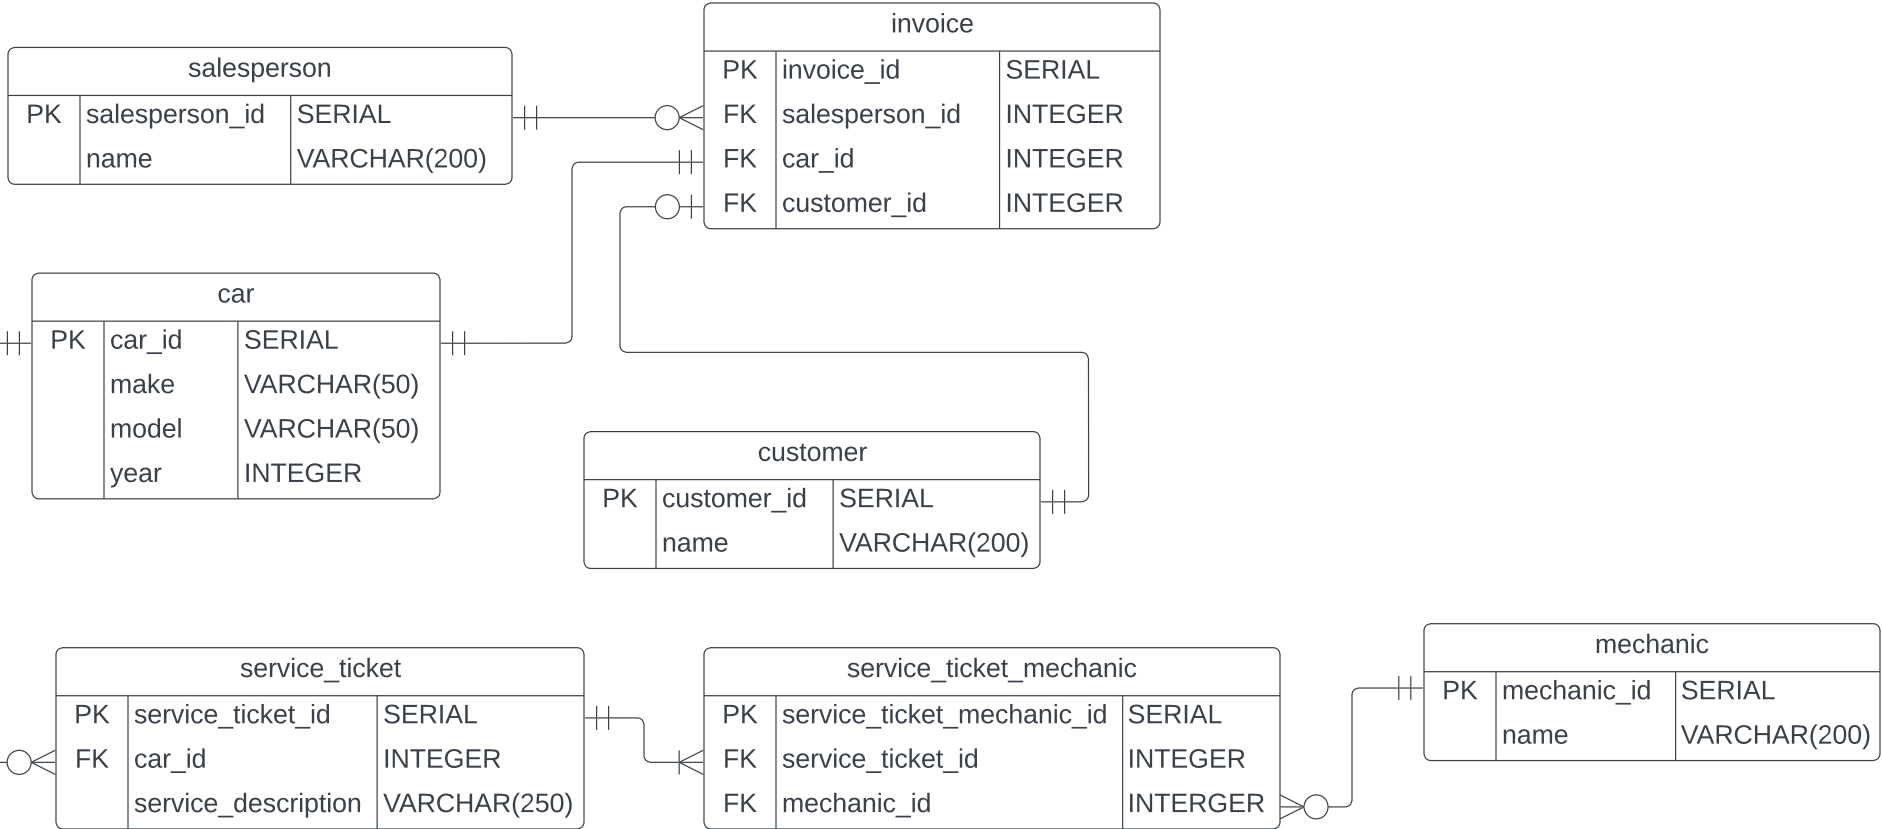 invoice
PK invoice_id SERIAL
FK salesperson_id INTEGER
FK car_id INTEGER
FK customer_id INTEGER
salesperson
PK salesperson_id SERIAL
name VARCHAR(200)
car
PK car_id SERIAL
make VARCHAR(50)
model VARCHAR(50)
year INTEGER
customer
PK customer_id SERIAL
name VARCHAR(200)
service_ticket
PK service_ticket_id SERIAL
FK car_id INTEGER
service_description VARCHAR(250)
service_ticket_mechanic
PK service_ticket_mechanic_id SERIAL
FK service_ticket_id INTEGER
FK mechanic_id INTERGER
mechanic
PK mechanic_id SERIAL
name VARCHAR(200)